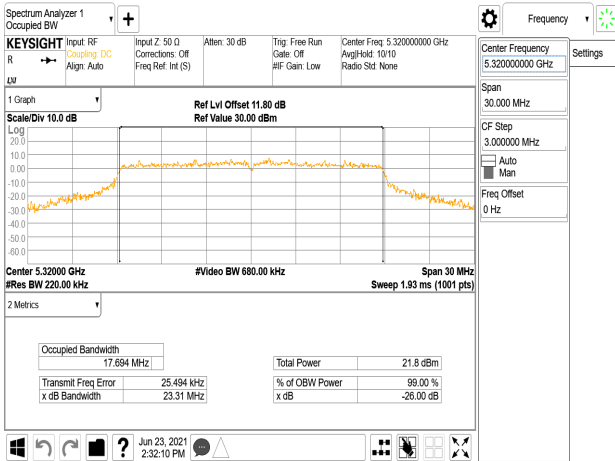 Spectrum Analyzer 1
Occupied BW
Frequency
KEYSIGHT
R
Input: RF
Coupling: DC
Align: Auto
Input Z: 50 Ω
Corrections: Off
Freq Ref: Int (S)
Atten: 30 dB
Trig: Free Run
Gate: Off
#IF Gain: Low
Center Freq: 5.320000000 GHz
Avg|Hold: 10/10
Radio Std: None
Center Frequency
5.320000000 GHz
Settings
Span
30.000 MHz
CF Step
3.000000 MHz
Auto
Man
Freq Offset
0 Hz
1 Graph
Ref Lvl Offset 11.80 dB
Scale/Div 10.0 dB
Ref Value 30.00 dBm
Log
20.0
10.0
0.00
-10.0
-20.0
-30.0
-40.0
-50.0
-60.0
Center 5.32000 GHz
#Video BW 680.00 kHz
Span 30 MHz
#Res BW 220.00 kHz
Sweep 1.93 ms (1001 pts)
2 Metrics
Occupied Bandwidth
17.694 MHz
Total Power 21.8 dBm
Transmit Freq Error 25.494 kHz
% of OBW Power 99.00 %
x dB Bandwidth 23.31 MHz
x dB -26.00 dB
?
Jun 23, 2021
2:32:10 PM